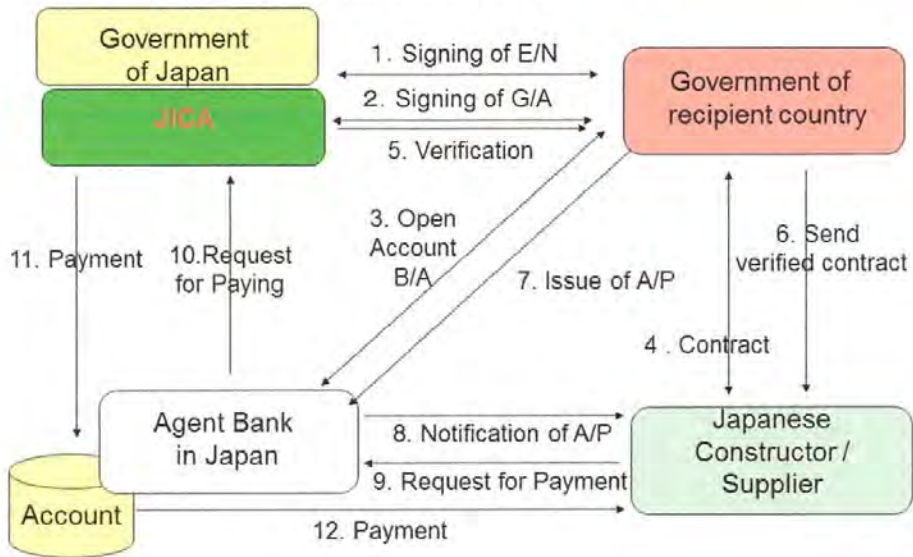 Government
of Japan
JICA
1. Signing of E/N
2. Signing of G/A
5. Verification
Government of
recipient country
11. Payment
10.Request
for Paying
3. Open
Account
B/A
7. Issue of A/P
6. Send
verified contract
4 . Contract
Agent Bank
in Japan
8. Notification of A/P
9. Request for Payment
Japanese
Constructor /
Supplier
Account
12. Payment